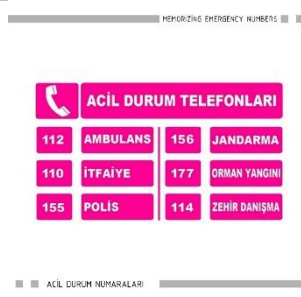 MEMORIZING EMERGENCY NUMBERS
ACİL DURUM TELEFONLARI
112 AMBULANS 156 JANDARMA
110 İTFAİYE 177 ORMAN YANGINI
155 POLİS 114 ZEHİR DANIŞMA
ACİL DURUM NUMARALARI